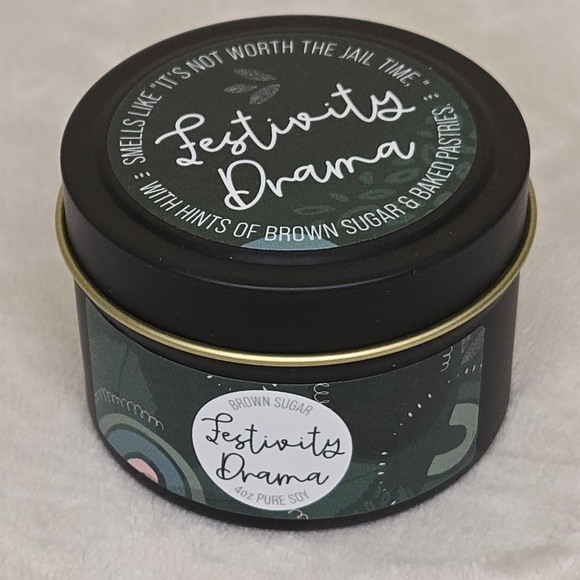 SMELLS LIKE "IT'S NOT WORTH THE JAIL TIME,"
Festivity
Drama
WITH HINTS OF BROWN SUGAR & BAKED PASTRIES.
BROWN SUGAR
Festivity
Drama
4oz PURE SOY